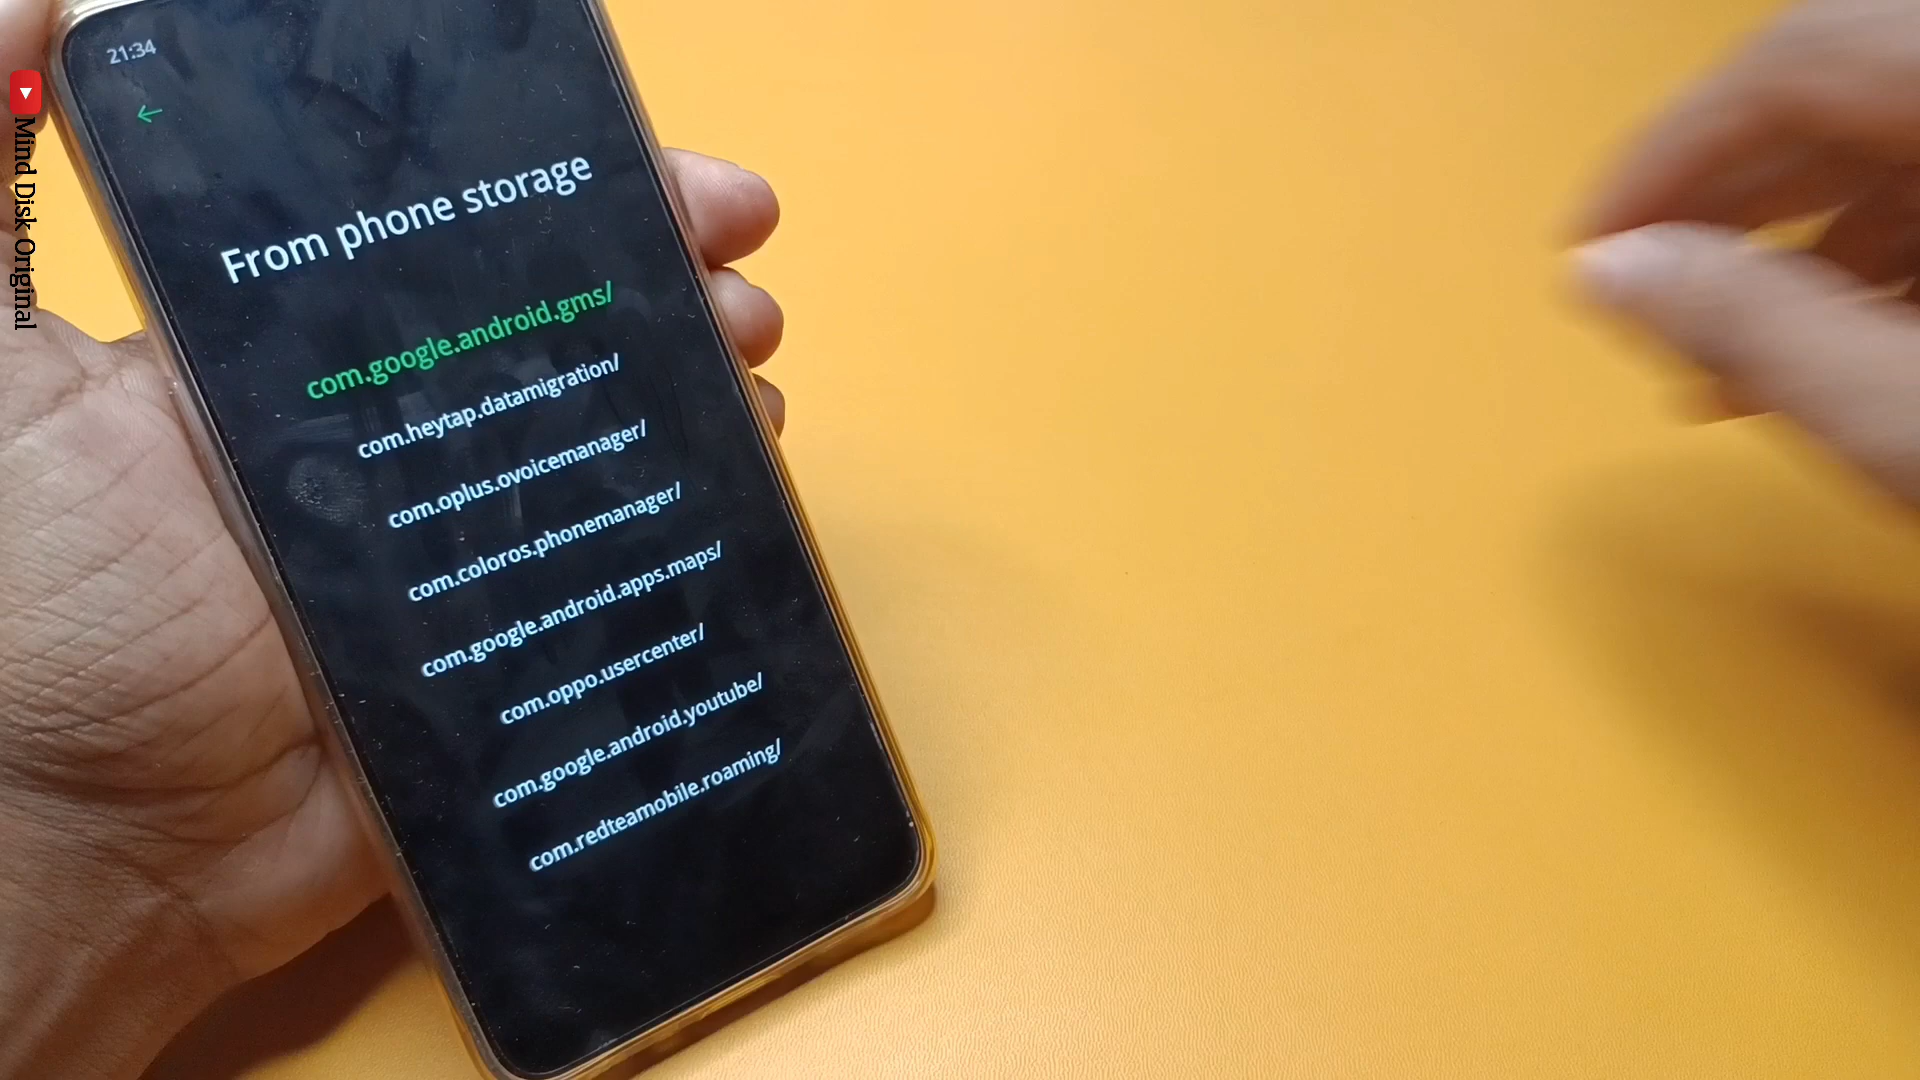 21:34
From phone storage
com.google.android.gms/
com.heytap.datamigration/
com.oplus.ovoicemanager/
com.coloros.phonemanager/
com.google.android.apps.maps/
com.oppo.usercenter/
com.google.android.youtube/
com.redteamobile.roaming/
Mind Disk Original